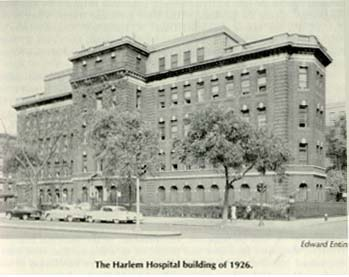 Edward Entin
The Harlem Hospital building of 1926.